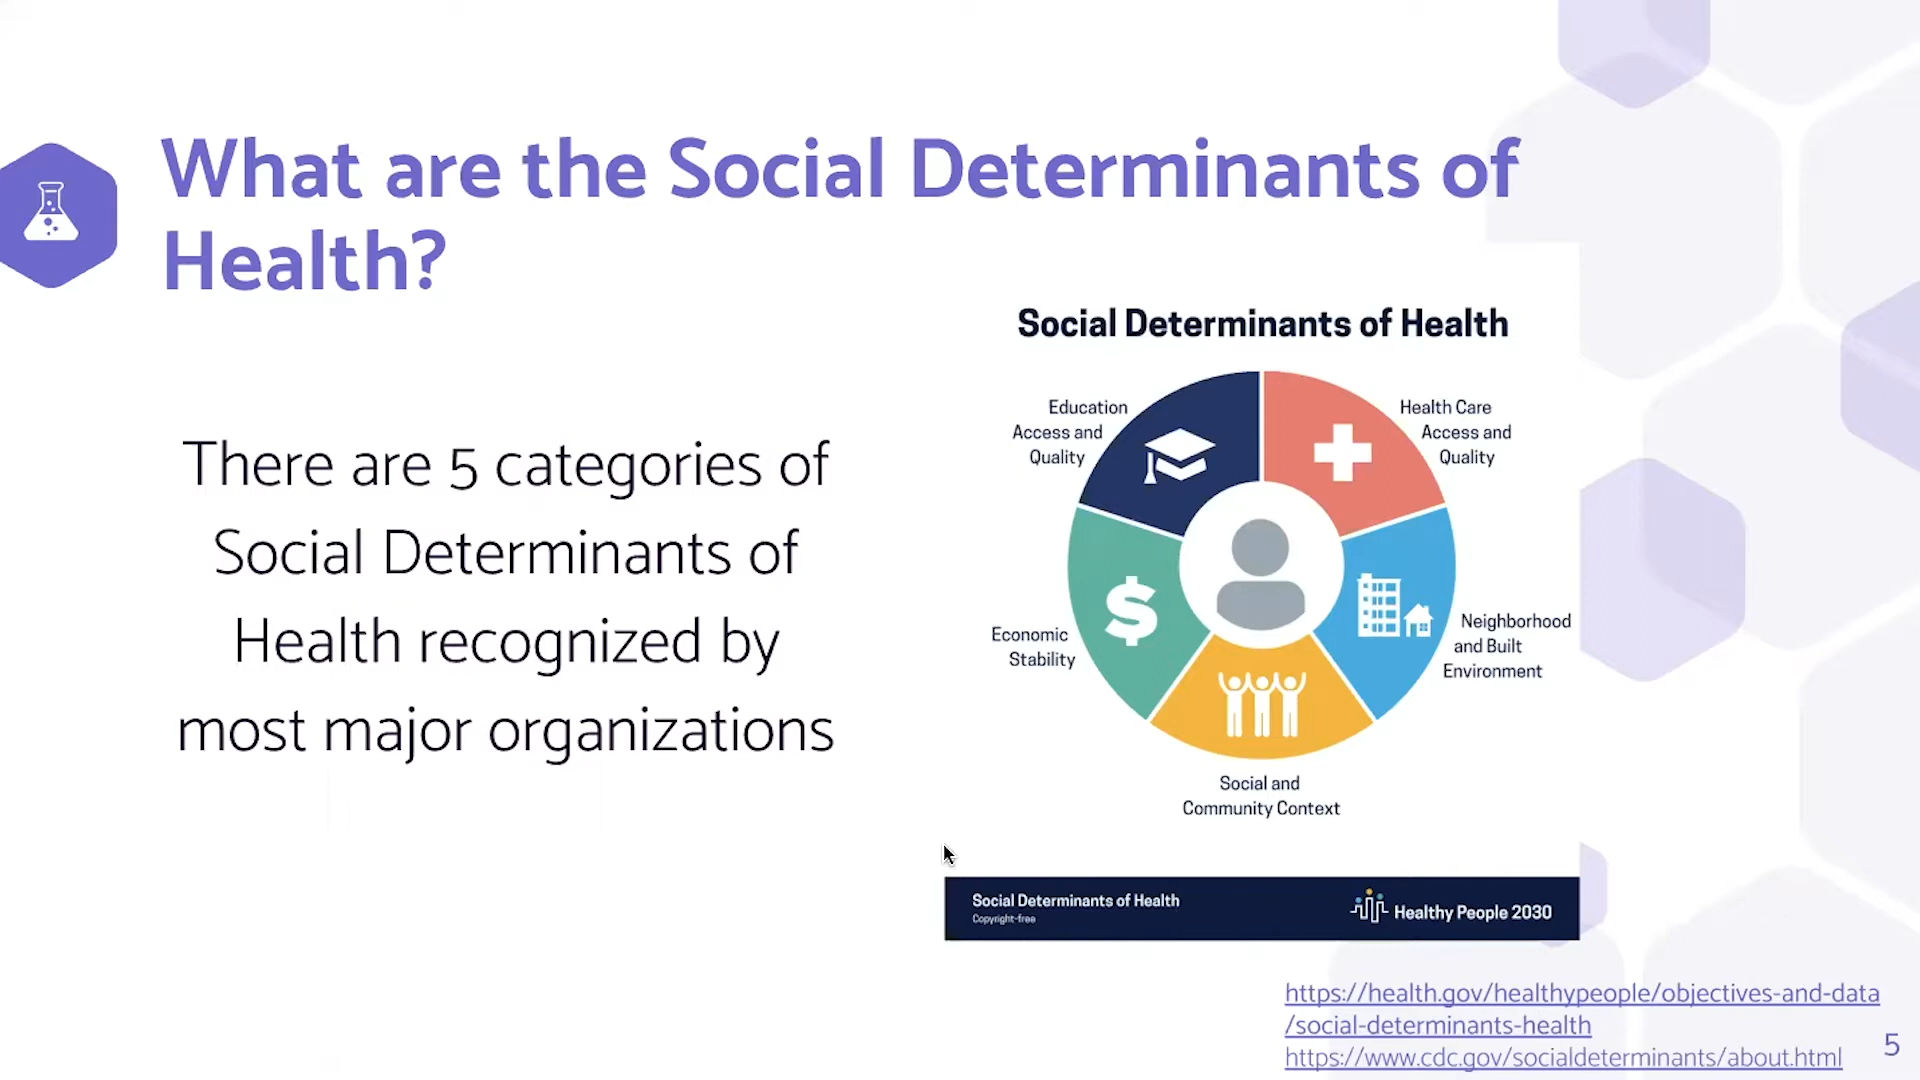 What are the Social Determinants of
Health?
There are 5 categories of
Social Determinants of
Health recognized by
most major organizations
Social Determinants of Health
Education
Access and
Quality
Health Care
Access and
Quality
Economic
Stability
Neighborhood
and Built
Environment
Social and
Community Context
Social Determinants of Health
Copyright-free
Healthy People 2030
https://health.gov/healthypeople/objectives-and-data
/social-determinants-health
https://www.cdc.gov/socialdeterminants/about.html
5